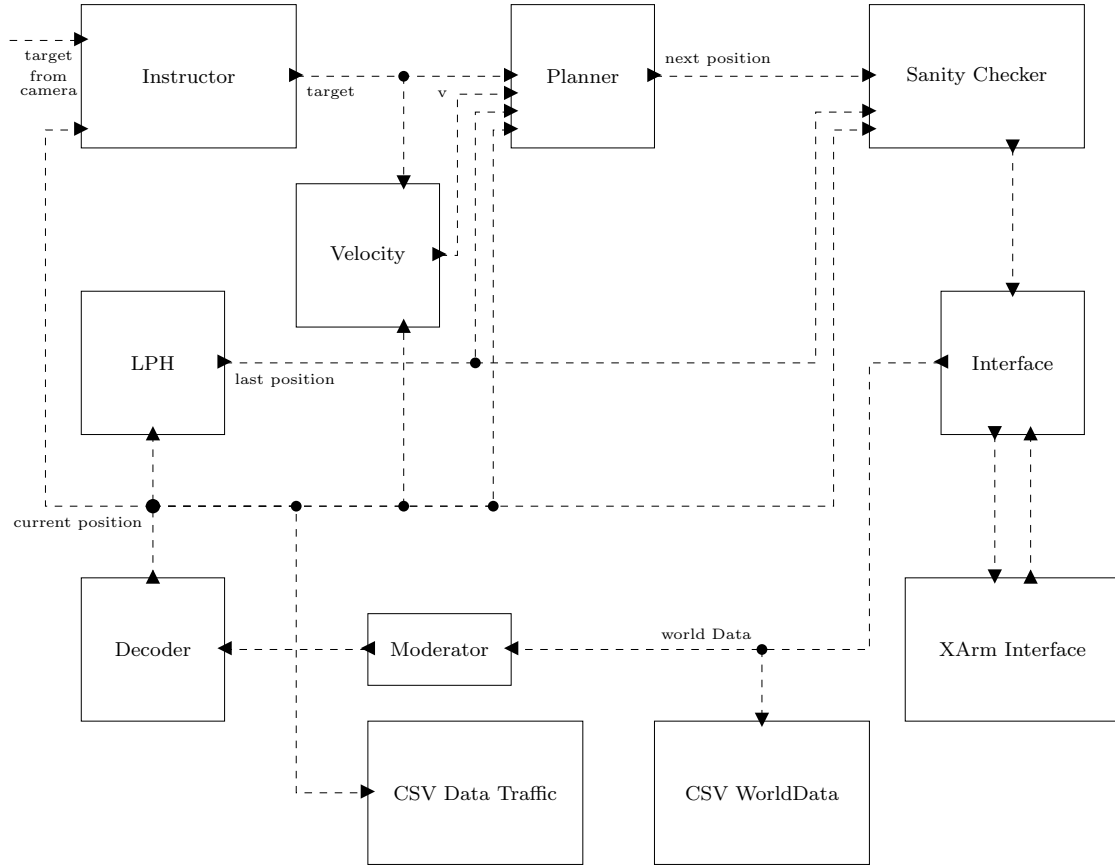 target
from
camera
Instructor
target
v
Planner
next position
Sanity Checker
Velocity
LPH
last position
Interface
current position
Decoder
Moderator
world Data
XArm Interface
CSV Data Traffic
CSV WorldData